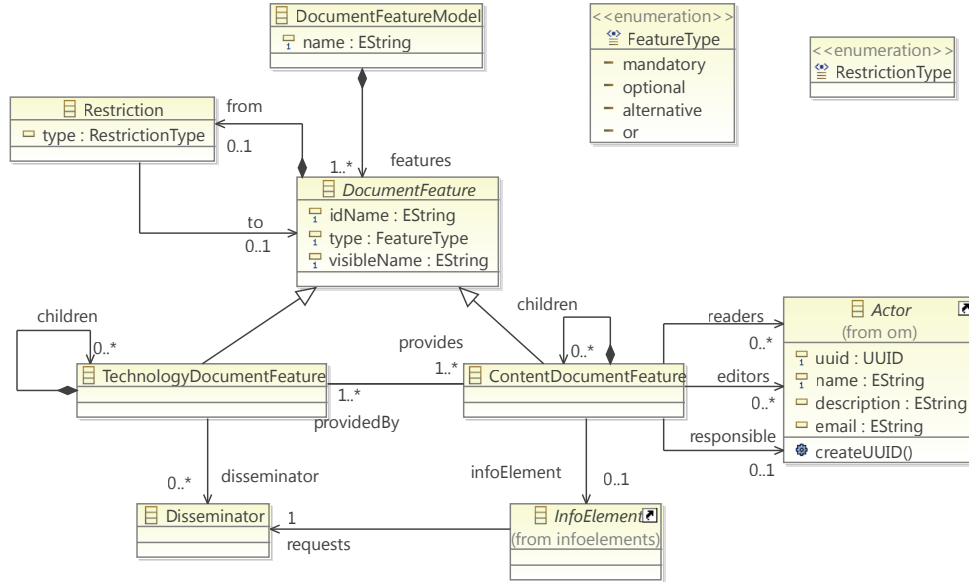 DocumentFeatureModel
name : EString
<<enumeration>>
FeatureType
mandatory
optional
alternative
or
<<enumeration>>
RestrictionType
Restriction
type : RestrictionType
from
0..1
features
1..*
DocumentFeature
idName : EString
type : FeatureType
visibleName : EString
to
0..1
children
0..*
TechnologyDocumentFeature
provides
1..*
1..*
providedBy
children
0..*
ContentDocumentFeature
readers
0..*
editors
0..*
responsible
0..1
Actor
(from om)
uuid : UUID
name : EString
description : EString
email : EString
createUUID()
disseminator
0..*
infoElement
0..1
Disseminator
1
requests
InfoElement
(from infoelements)